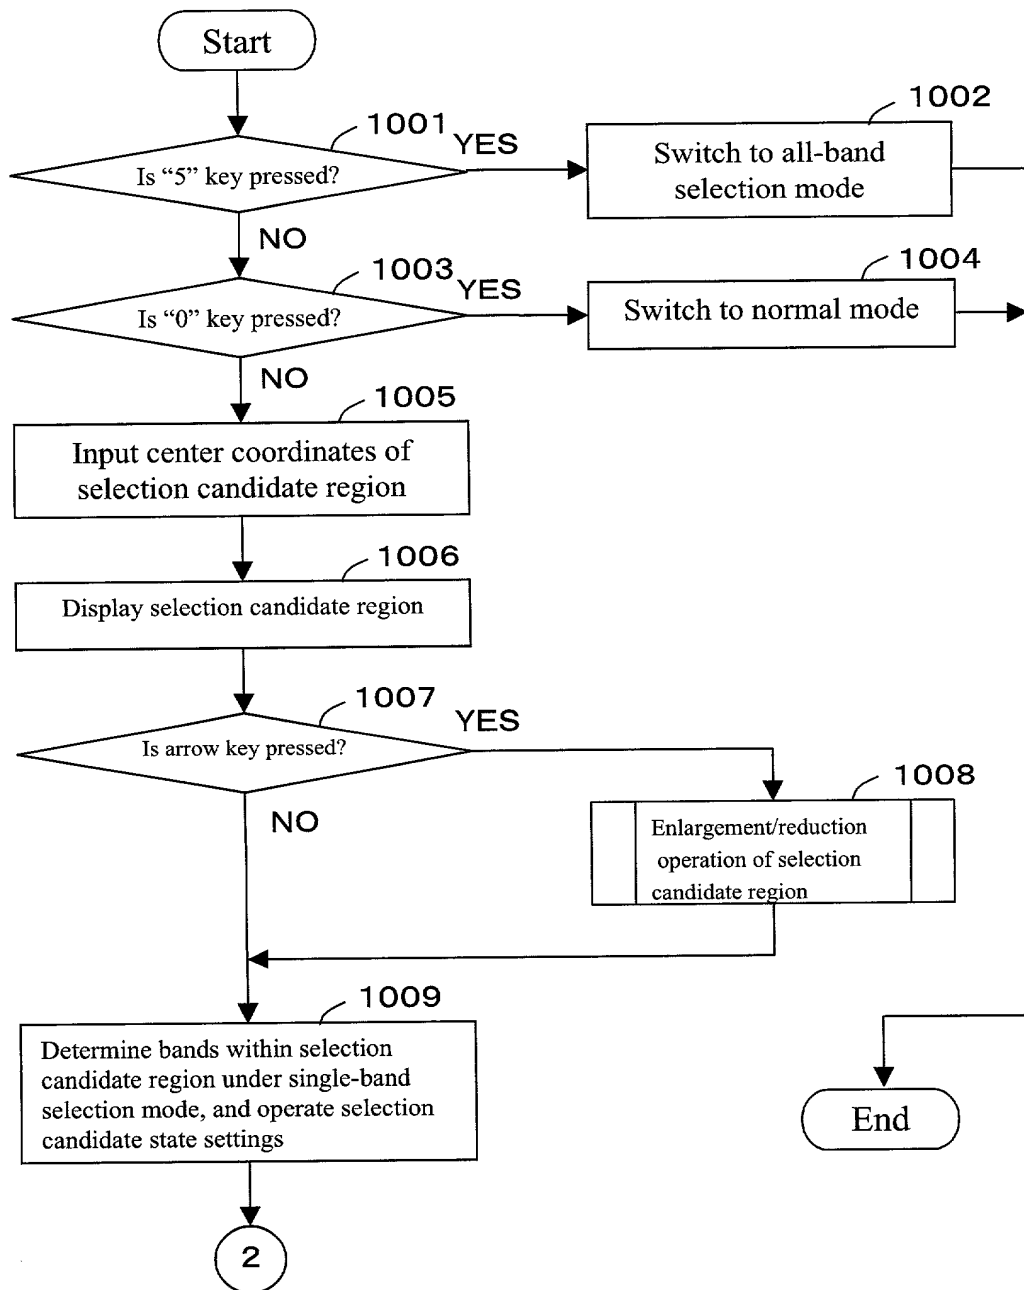 Start
1001
Is “5” key pressed?
YES
1002
Switch to all-band
selection mode
NO
1003
Is “0” key pressed?
YES
1004
Switch to normal mode
NO
1005
Input center coordinates of
selection candidate region
1006
Display selection candidate region
1007
Is arrow key pressed?
YES
1008
Enlargement/reduction
operation of selection
candidate region
NO
1009
Determine bands within selection
candidate region under single-band
selection mode, and operate selection
candidate state settings
End
2